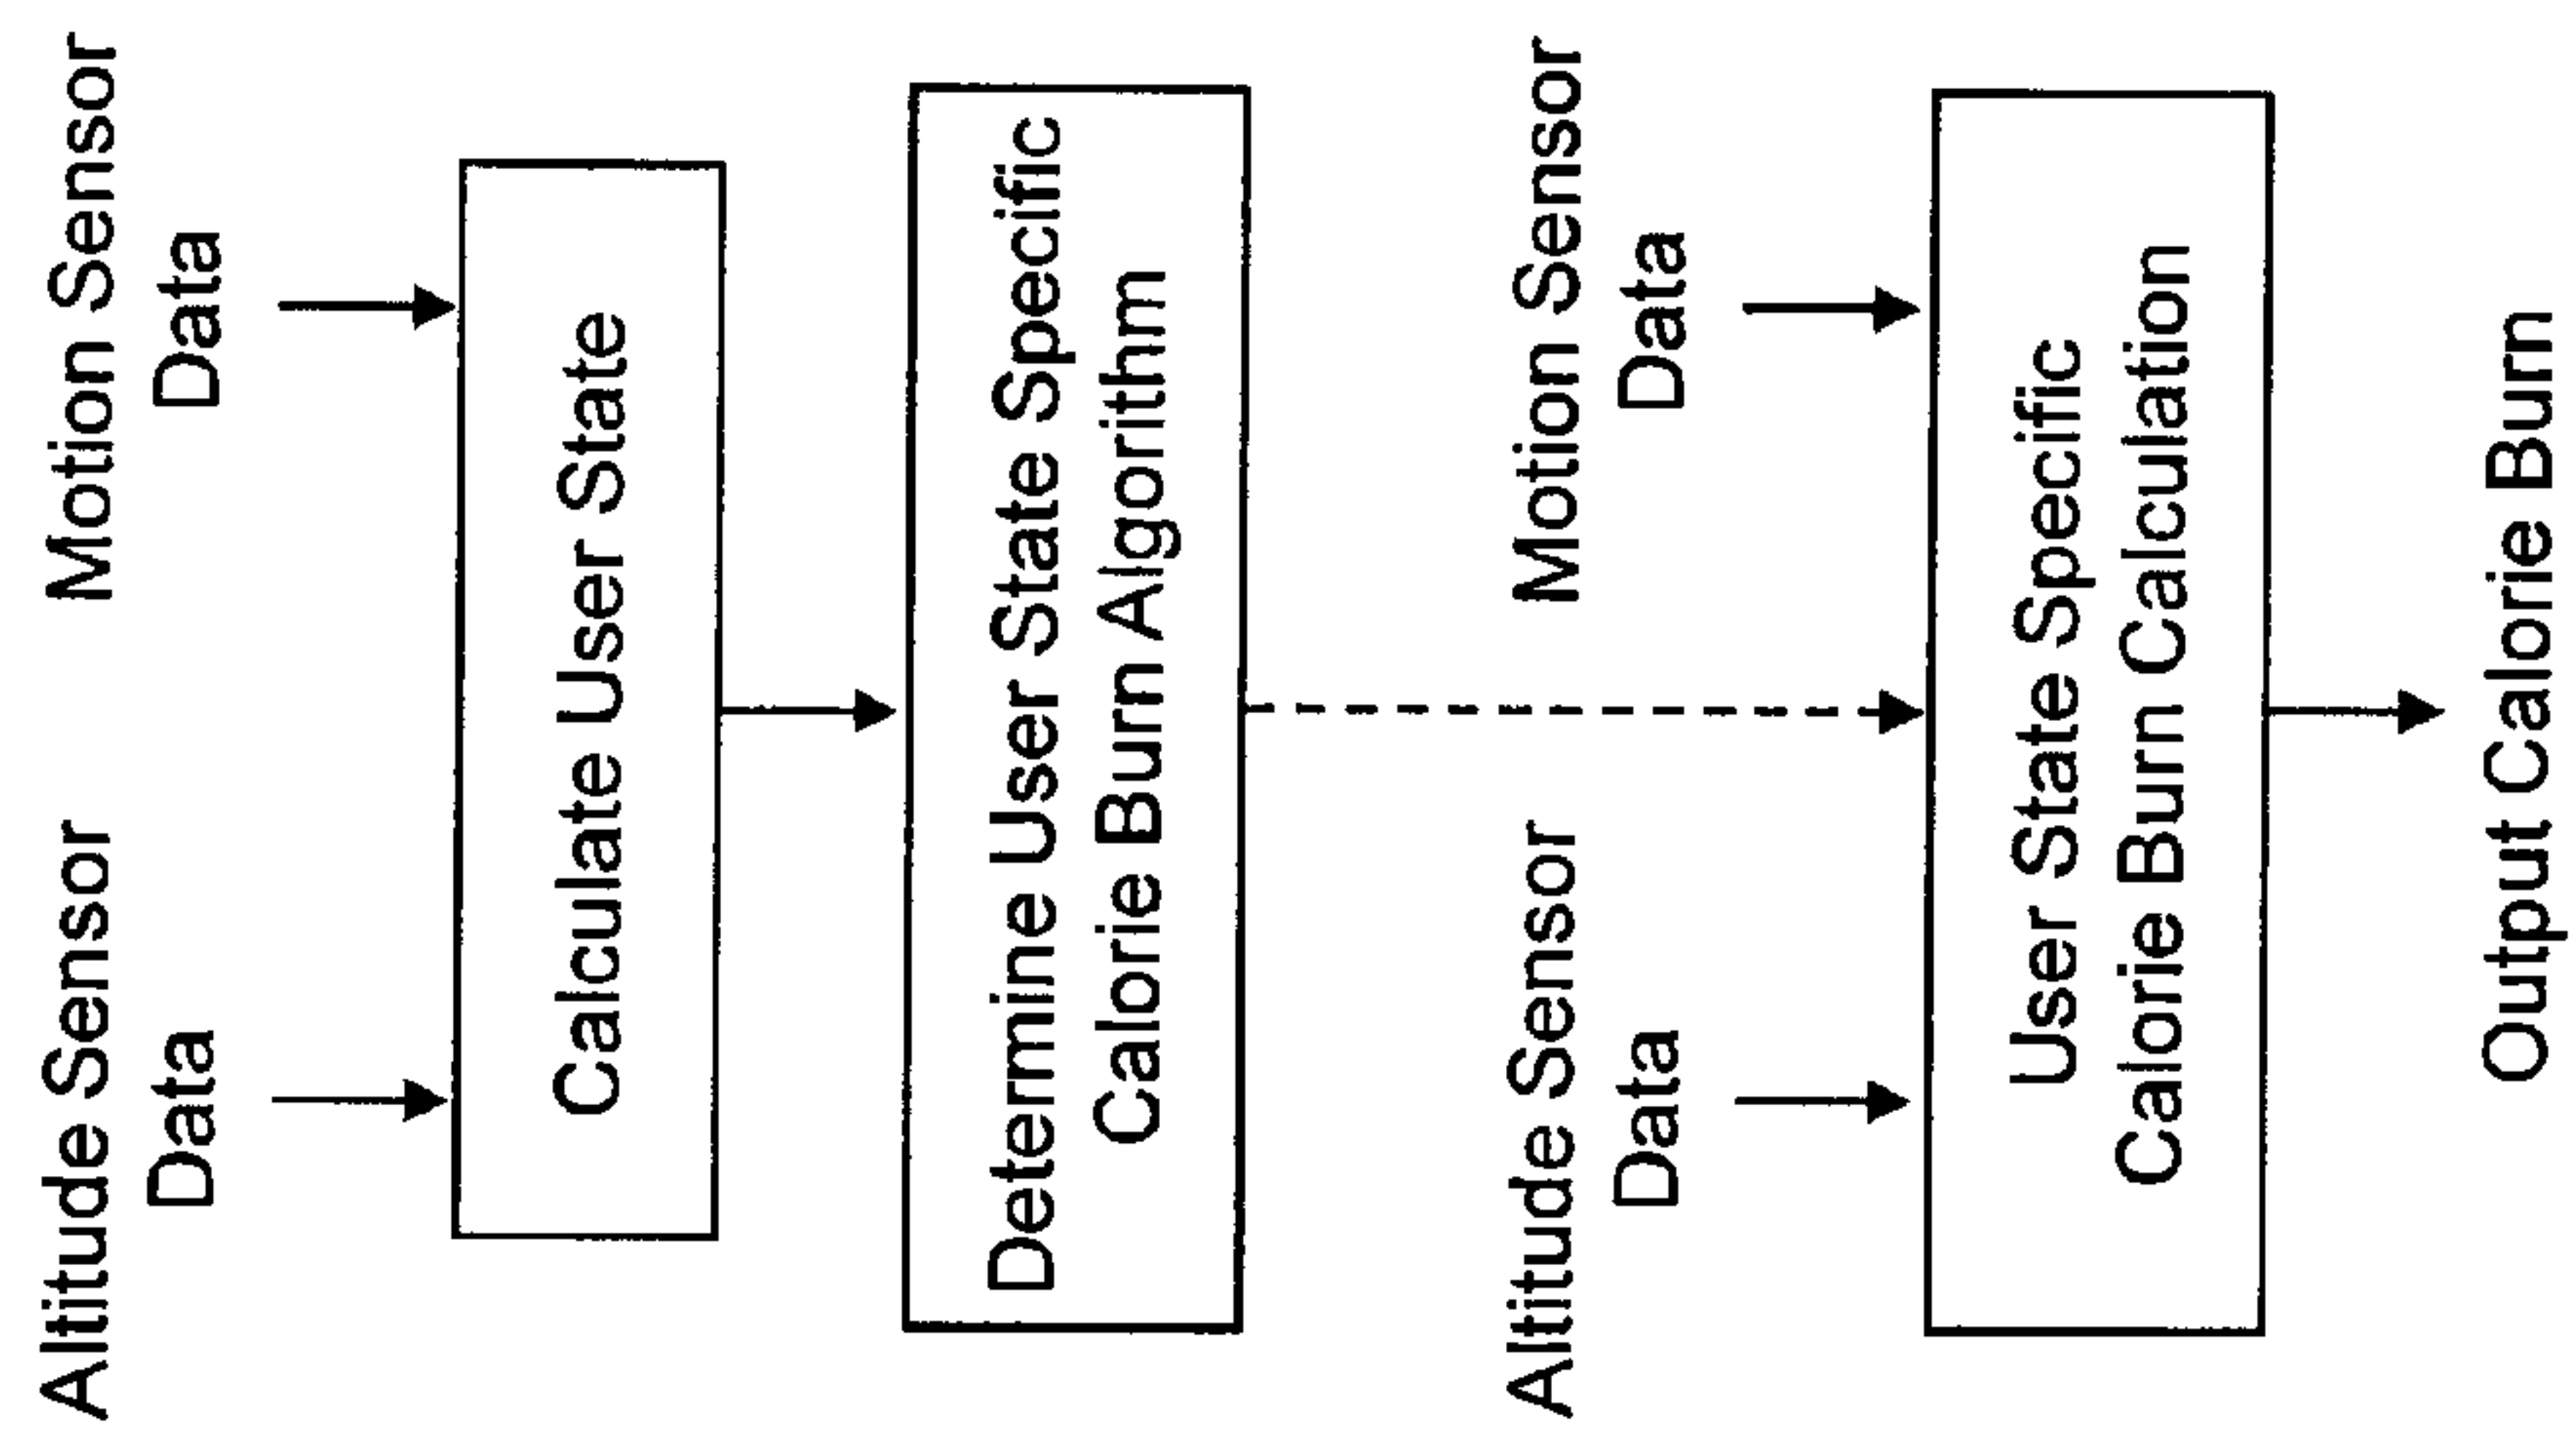 Altitude Sensor
Data
Motion Sensor
Data
Calculate User State
Determine User State Specific
Calorie Burn Algorithm
Altitude Sensor
Data
Motion Sensor
Data
User State Specific
Calorie Burn Calculation
Output Calorie Burn